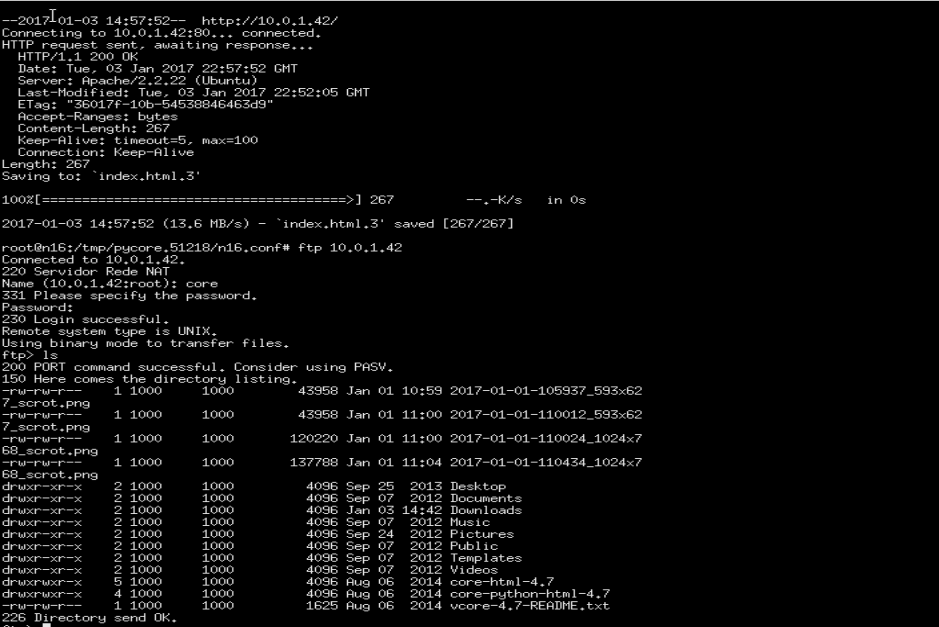 --2017-01-03 14:57:52--  http://10.0.1.42/
Connecting to 10.0.1.42:80... connected.
HTTP request sent, awaiting response...
  HTTP/1.1 200 OK
  Date: Tue, 03 Jan 2017 22:57:52 GMT
  Server: Apache/2.2.22 (Ubuntu)
  Last-Modified: Tue, 03 Jan 2017 22:52:05 GMT
  ETag: "36017f-10b-54538846463d9"
  Accept-Ranges: bytes
  Content-Length: 267
  Keep-Alive: timeout=5, max=100
  Connection: Keep-Alive
Length: 267
Saving to: `index.html.3'
100%[======================================>] 267         --.-K/s   in 0s
2017-01-03 14:57:52 (13.6 MB/s) - `index.html.3' saved [267/267]
root@n16:/tmp/pycore.51218/n16.conf# ftp 10.0.1.42
Connected to 10.0.1.42.
220 Servidor Rede NAT
Name (10.0.1.42:root): core
331 Please specify the password.
Password:
230 Login successful.
Remote system type is UNIX.
Using binary mode to transfer files.
ftp> ls
200 PORT command successful. Consider using PASV.
150 Here comes the directory listing.
-rw-rw-r--    1 1000     1000        43958 Jan 01 10:59 2017-01-01-105937_593x62
7_scrot.png
-rw-rw-r--    1 1000     1000        43958 Jan 01 11:00 2017-01-01-110012_593x62
7_scrot.png
-rw-rw-r--    1 1000     1000       120220 Jan 01 11:00 2017-01-01-110024_1024x7
68_scrot.png
-rw-rw-r--    1 1000     1000       137788 Jan 01 11:04 2017-01-01-110434_1024x7
68_scrot.png
drwxr-xr-x    2 1000     1000         4096 Sep 25  2013 Desktop
drwxr-xr-x    2 1000     1000         4096 Sep 07  2012 Documents
drwxr-xr-x    2 1000     1000         4096 Jan 03 14:42 Downloads
drwxr-xr-x    2 1000     1000         4096 Sep 07  2012 Music
drwxr-xr-x    2 1000     1000         4096 Sep 24  2012 Pictures
drwxr-xr-x    2 1000     1000         4096 Sep 07  2012 Public
drwxr-xr-x    2 1000     1000         4096 Sep 07  2012 Templates
drwxr-xr-x    2 1000     1000         4096 Sep 07  2012 Videos
drwxrwxr-x    5 1000     1000         4096 Aug 06  2014 core-html-4.7
drwxrwxr-x    4 1000     1000         4096 Aug 06  2014 core-python-html-4.7
-rw-rw-r--    1 1000     1000         1625 Aug 06  2014 vcore-4.7-README.txt
226 Directory send OK.